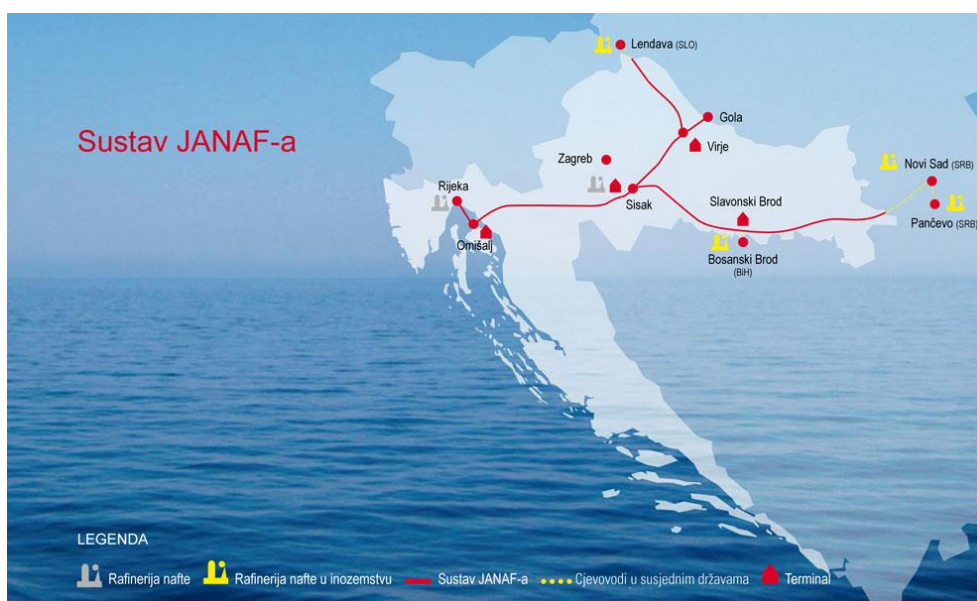 Lendava (SLO)
Gola
Sustav JANAF-a
Virje
Zagreb
Novi Sad (SRB)
Rijeka
Sisak
Slavonski Brod
Pančevo (SRB)
Omišalj
Bosanski Brod
(BiH)
LEGENDA
Rafinerija nafte
Rafinerija nafte u inozemstvu
Sustav JANAF-a
Cjevovodi u susjednim državama
Terminal